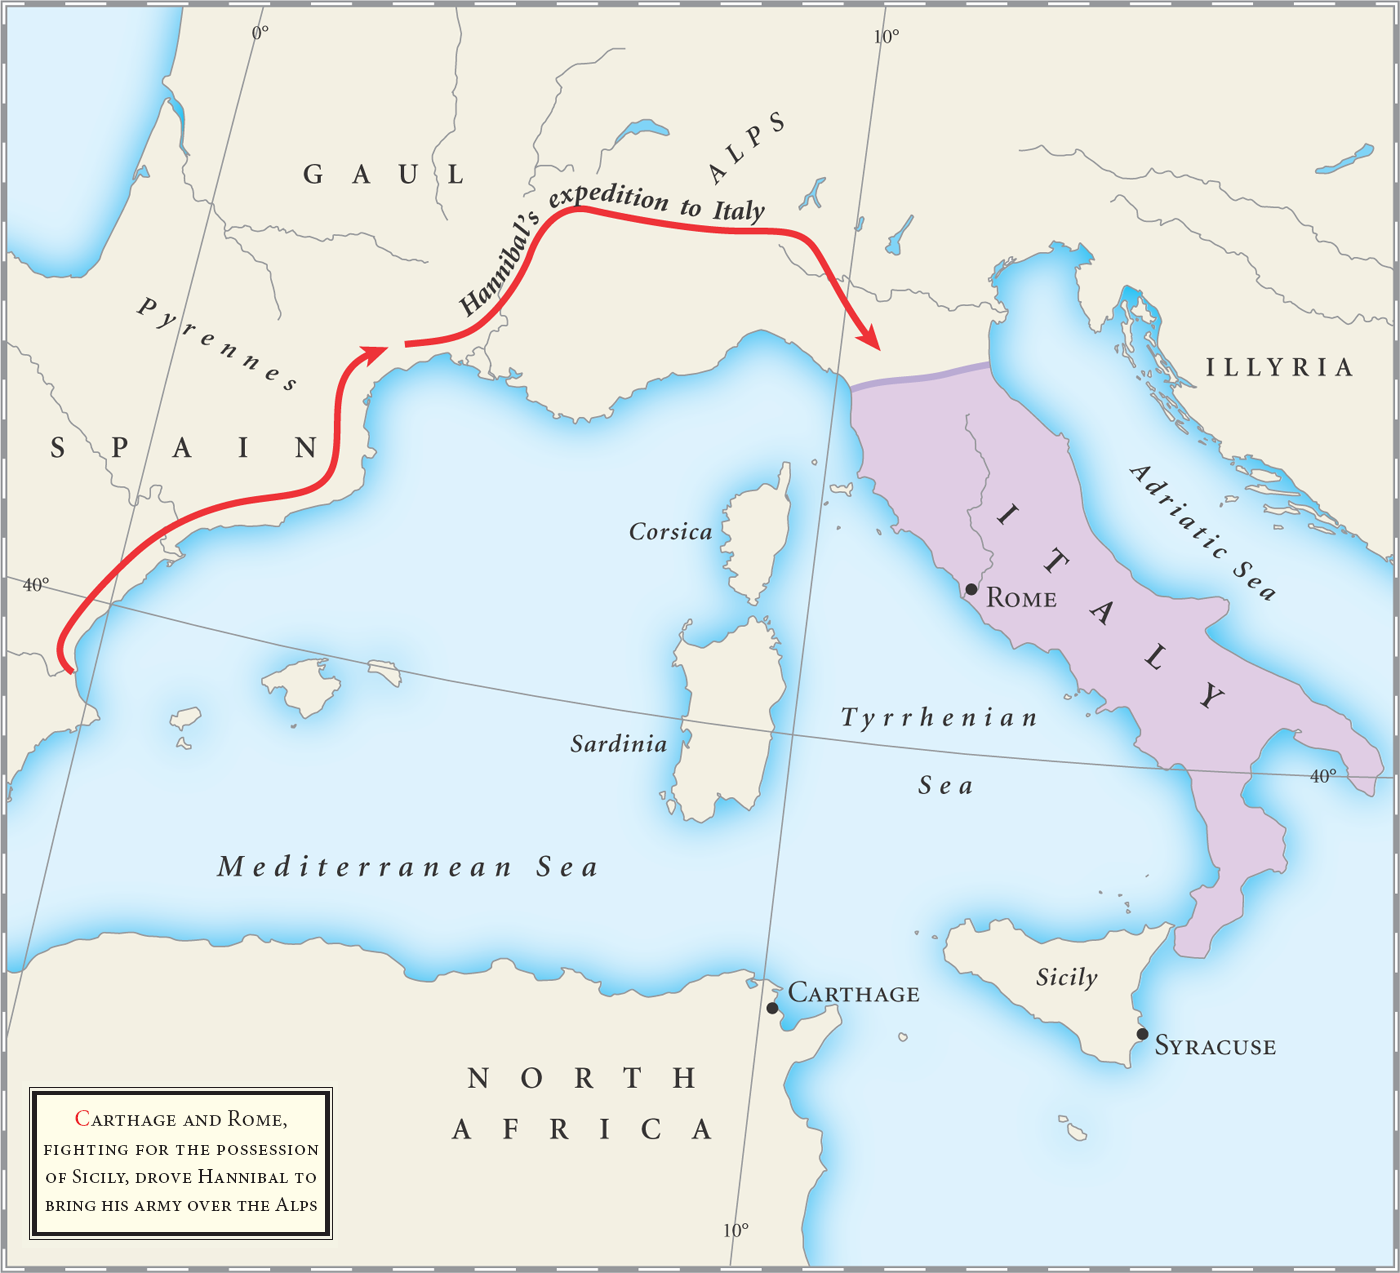 0°
10°
ALPS
GAUL
Hannibal's expedition to Italy
Pyrennes
ILLYRIA
SPAIN
Adriatic Sea
Corsica
ITALY
40°
Rome
Tyrrhenian
Sea
Sardinia
40°
Mediterranean Sea
Sicily
Carthage
Syracuse
NORTH
AFRICA
Carthage and Rome,
fighting for the possession
of Sicily, drove Hannibal to
bring his army over the Alps
10°